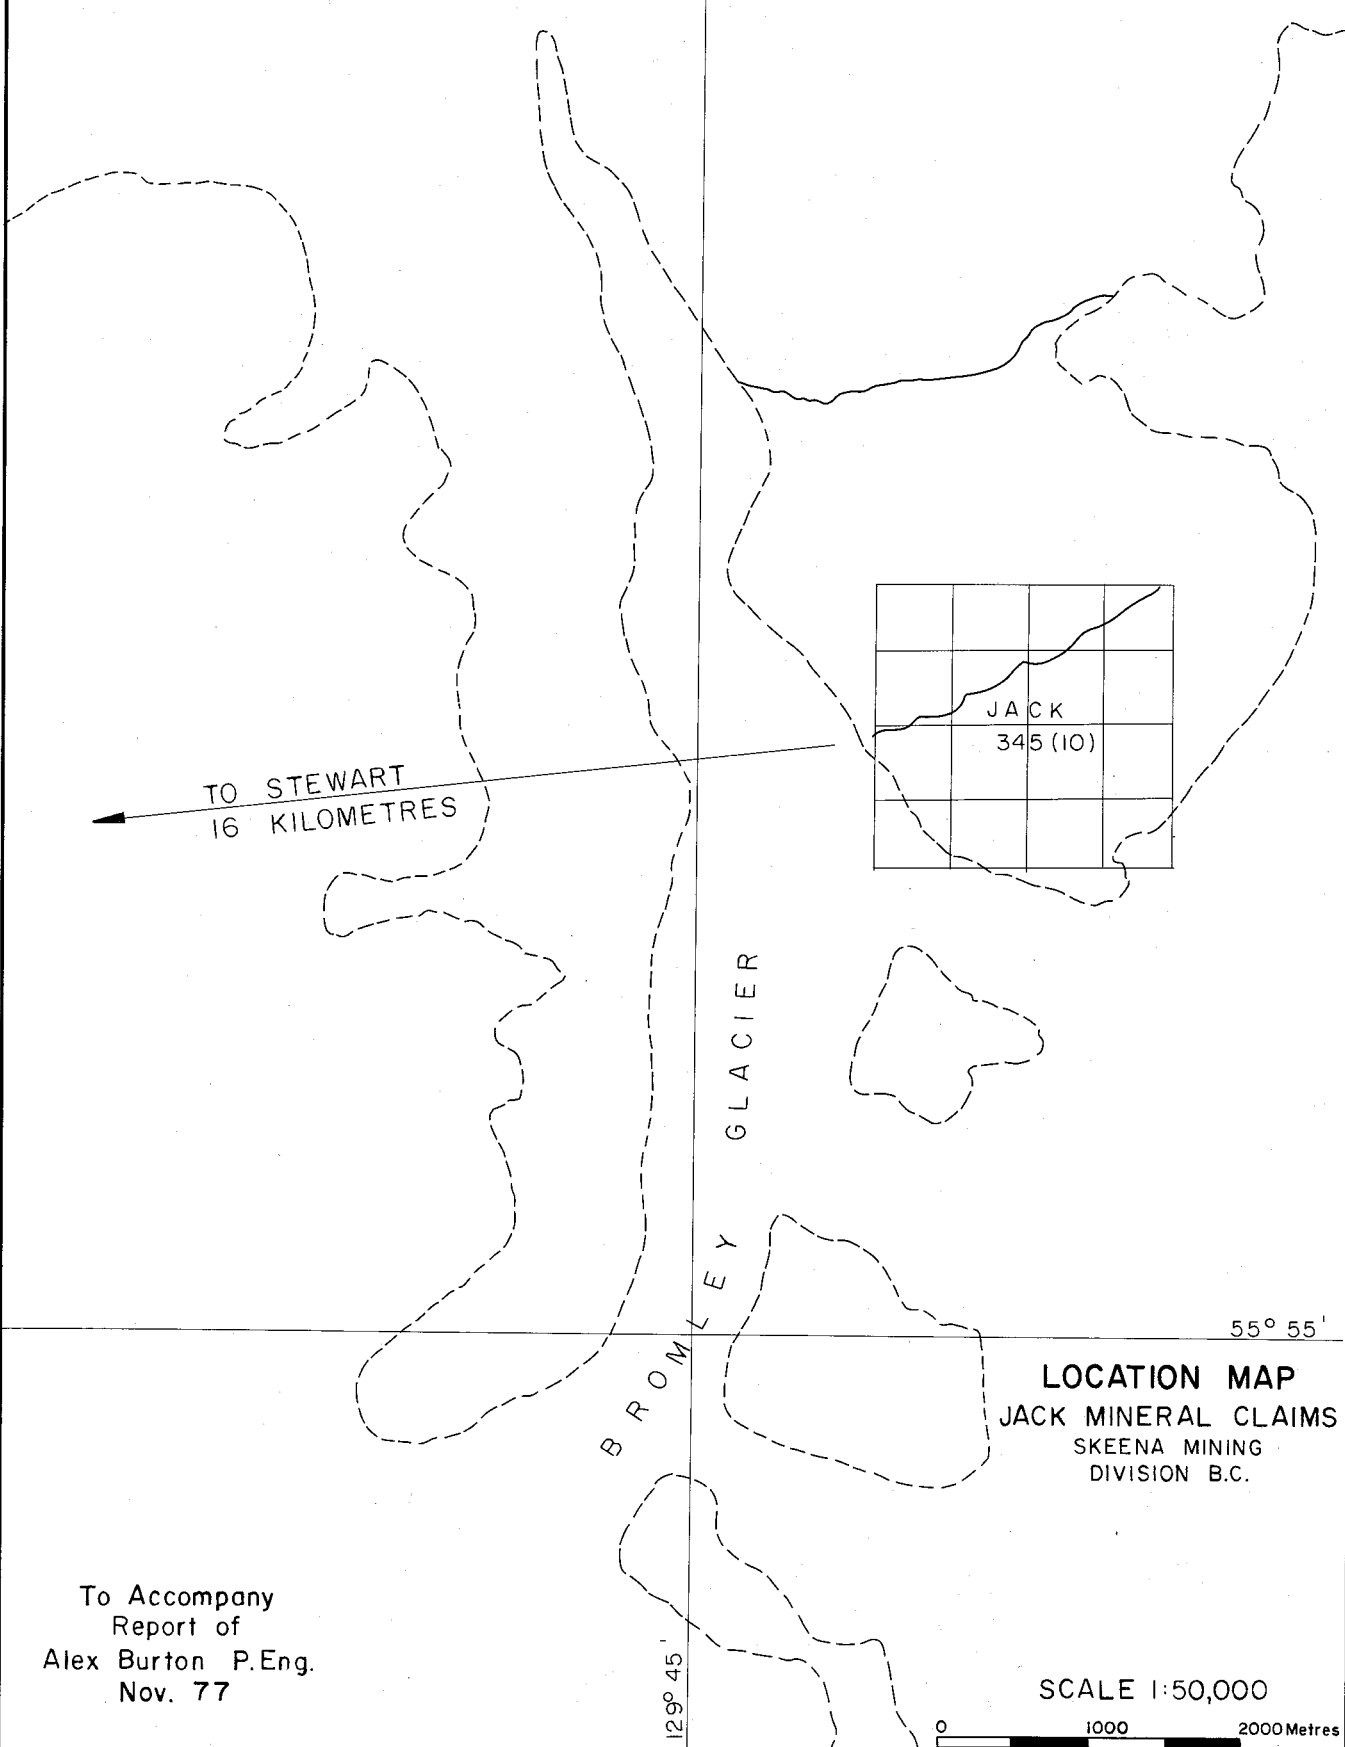 JACK
345 (10)
TO STEWART
16 KILOMETRES
BROMLEY GLACIER
55° 55'
LOCATION MAP
JACK MINERAL CLAIMS
SKEENA MINING
DIVISION B.C.
To Accompany
Report of
Alex Burton P.Eng.
Nov. 77
129° 45'
SCALE 1:50,000
0 1000 2000 Metres